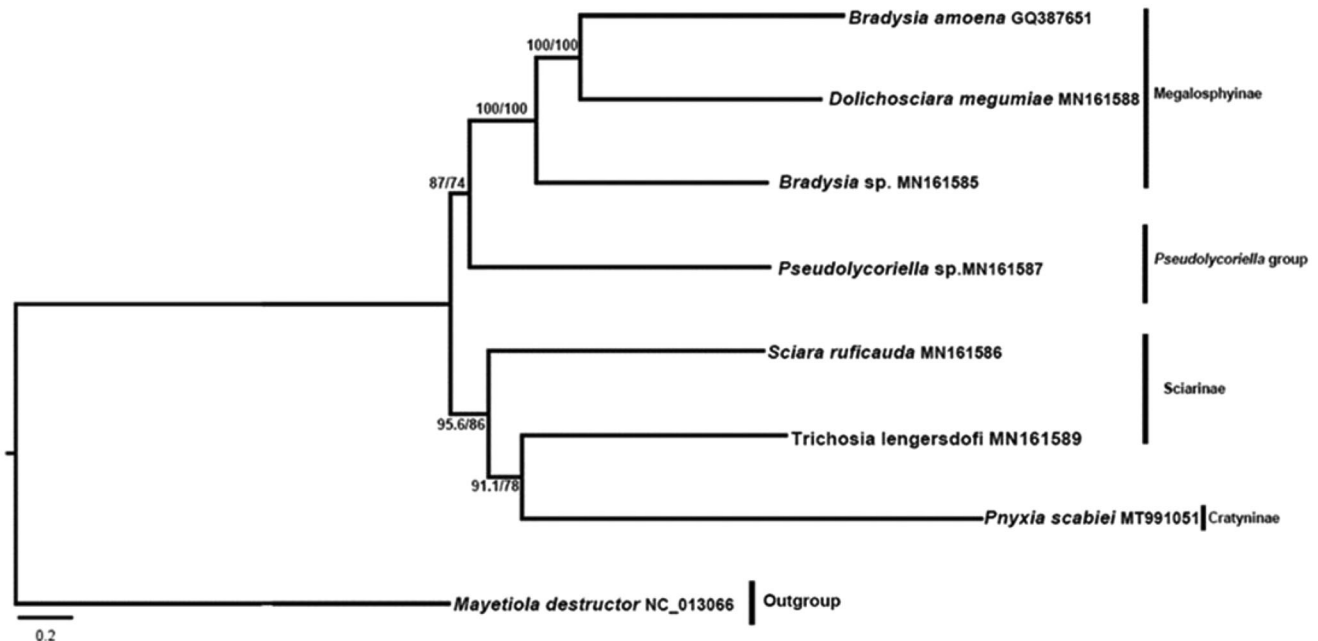 Bradysia amoena GQ387651
100/100
Dolichosciara megumiae MN161588
Megalosphyinae
100/100
Bradysia sp. MN161585
87/74
Pseudolycoriella sp.MN161587
Pseudolycoriella group
Sciara ruficauda MN161586
Sciarinae
95.6/86
Trichosia lengersdofi MN161589
91.1/78
Pnyxia scabiei MT991051
Cratyninae
Mayetiola destructor NC_013066
Outgroup
0.2